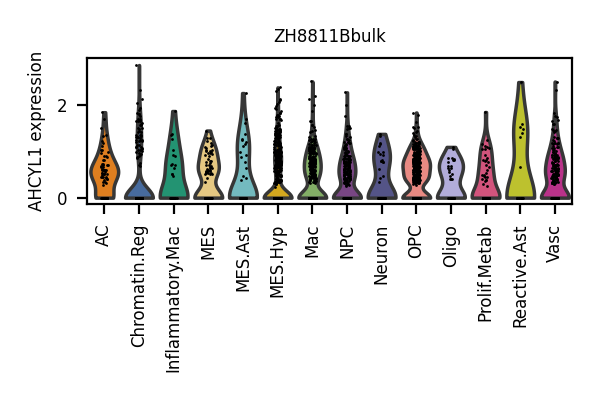 ZH8811Bbulk
AHCYL1 expression
2
0
AC
Chromatin.Reg
Inflammatory.Mac
MES
MES.Ast
MES.Hyp
Mac
NPC
Neuron
OPC
Oligo
Prolif.Metab
Reactive.Ast
Vasc